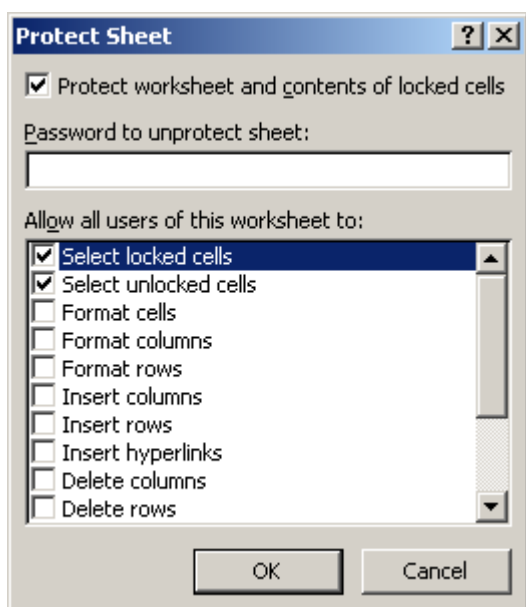 Protect Sheet
Protect worksheet and contents of locked cells
Password to unprotect sheet:
Allow all users of this worksheet to:
Select locked cells
Select unlocked cells
Format cells
Format columns
Format rows
Insert columns
Insert rows
Insert hyperlinks
Delete columns
Delete rows
OK Cancel